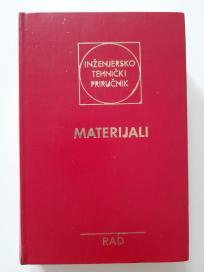 INŽENJERSKO
TEHNIČKI
PRIRUČNIK
MATERIJALI
RAD